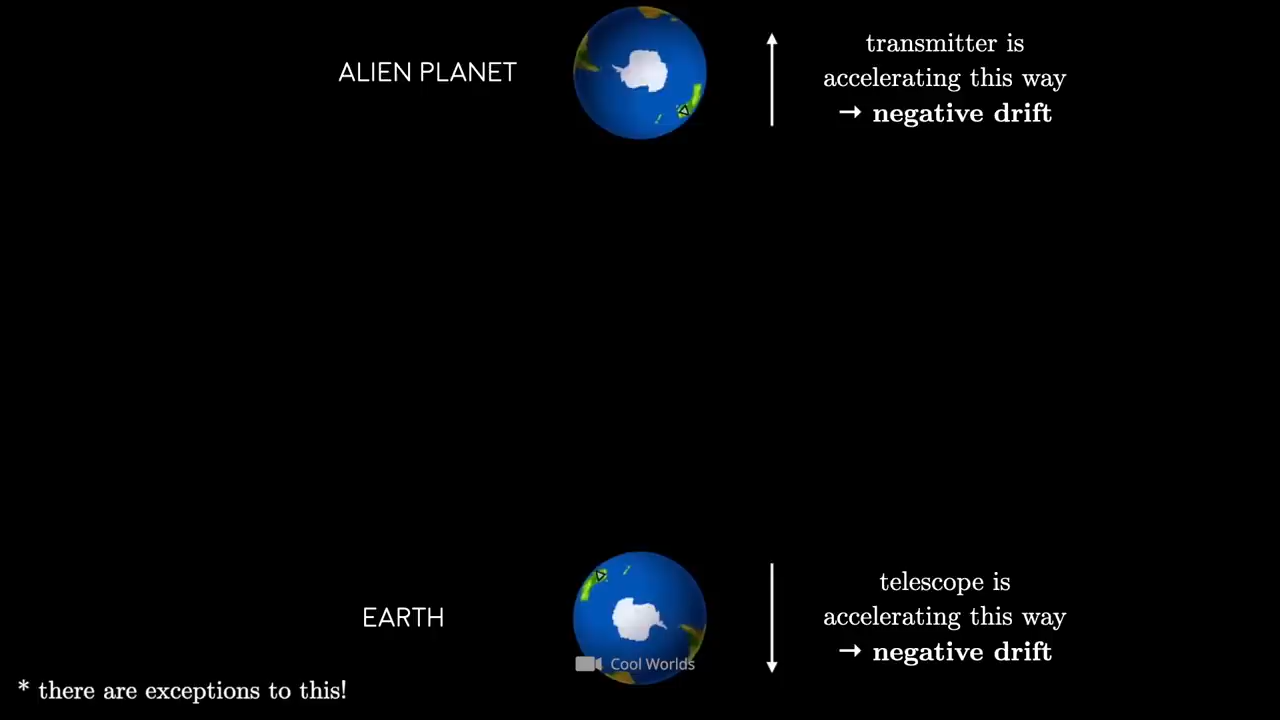 ALIEN PLANET
transmitter is
accelerating this way
→ negative drift
EARTH
telescope is
accelerating this way
→ negative drift
Cool Worlds
* there are exceptions to this!